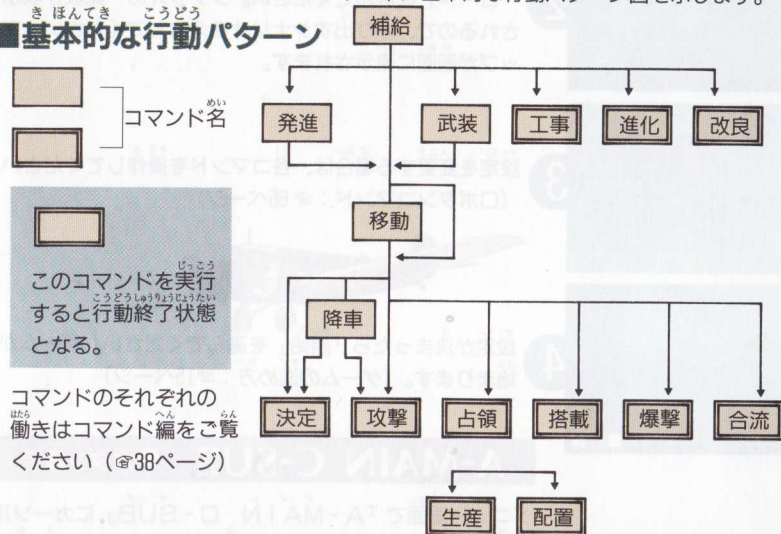 ■基本的な行動パターン
コマンド名
このコマンドを実行
すると行動終了状態
となる。
コマンドのそれぞれの
働きはコマンド編をご覧
ください（☞38ページ）
補給
発進
武装
工事
進化
改良
移動
降車
決定
攻撃
占領
搭載
爆撃
合流
生産
配置